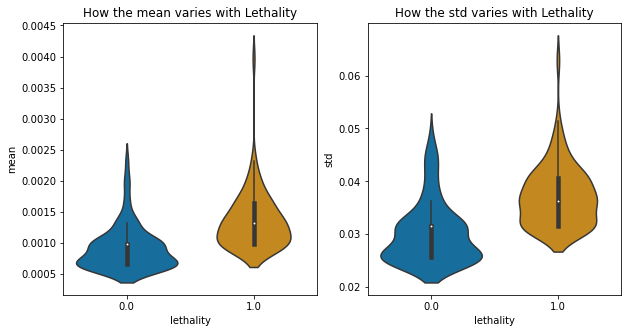 How the mean varies with Lethality
mean
0.0045
0.0040
0.0035
0.0030
0.0025
0.0020
0.0015
0.0010
0.0005
0.0 1.0
lethality
How the std varies with Lethality
std
0.06
0.05
0.04
0.03
0.02
0.0 1.0
lethality